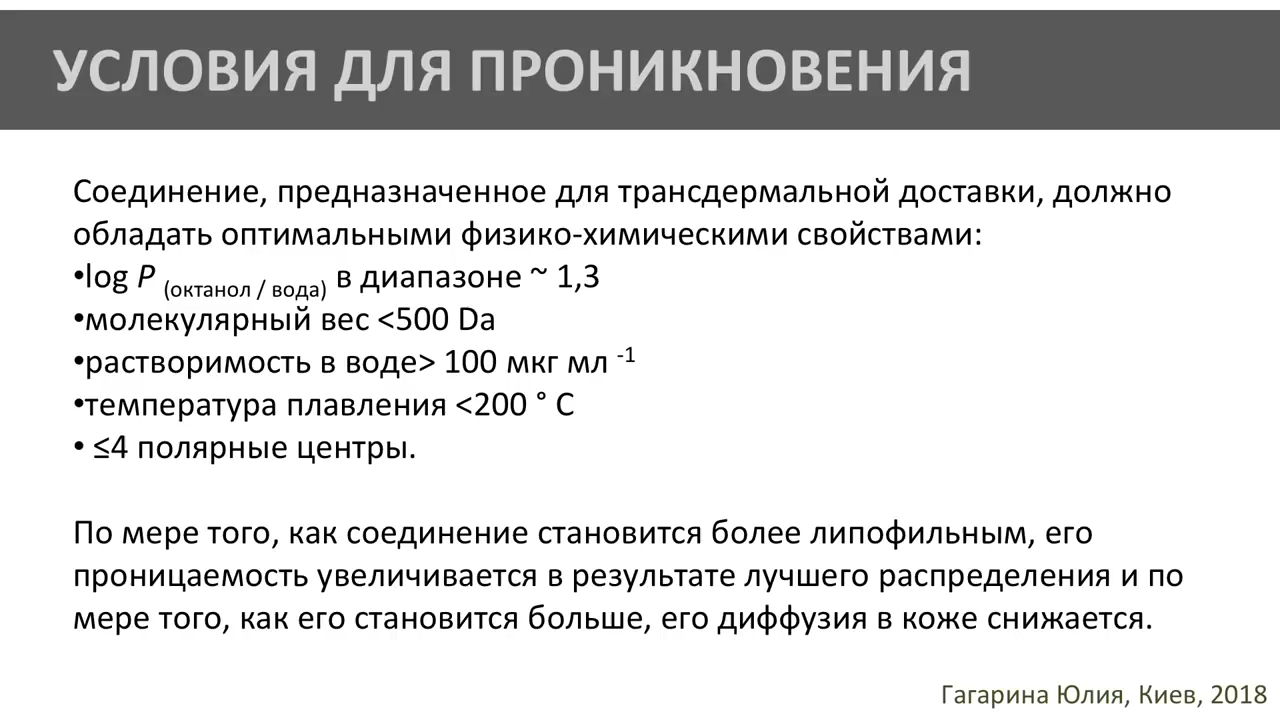 УСЛОВИЯ ДЛЯ ПРОНИКНОВЕНИЯ
Соединение, предназначенное для трансдермальной доставки, должно
обладать оптимальными физико-химическими свойствами:
•log P (октанол / вода) в диапазоне ~ 1,3
•молекулярный вес <500 Da
•растворимость в воде> 100 мкг мл -1
•температура плавления <200 ° C
• ≤4 полярные центры.
По мере того, как соединение становится более липофильным, его
проницаемость увеличивается в результате лучшего распределения и по
мере того, как его становится больше, его диффузия в коже снижается.
Гагарина Юлия, Киев, 2018